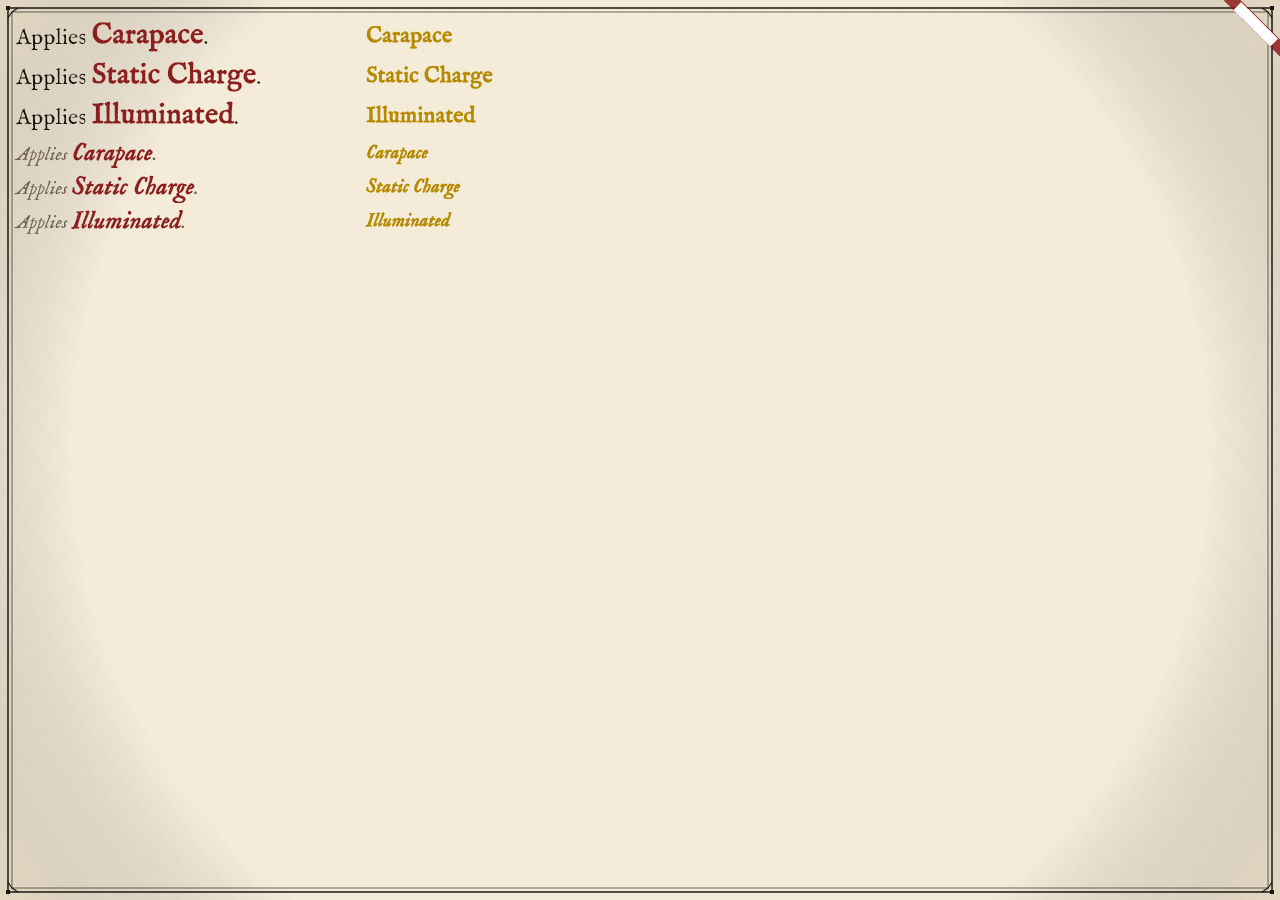 Applies Carapace. Carapace
Applies Static Charge. Static Charge
Applies Illuminated. Illuminated
Applies Carapace. Carapace
Applies Static Charge. Static Charge
Applies Illuminated. Illuminated